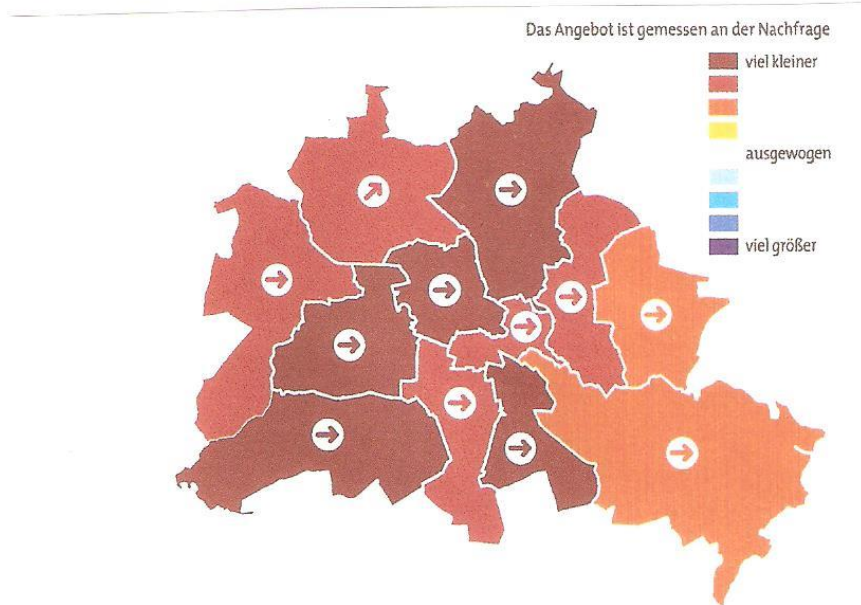 Das Angebot ist gemessen an der Nachfrage
viel kleiner
ausgewogen
viel größer